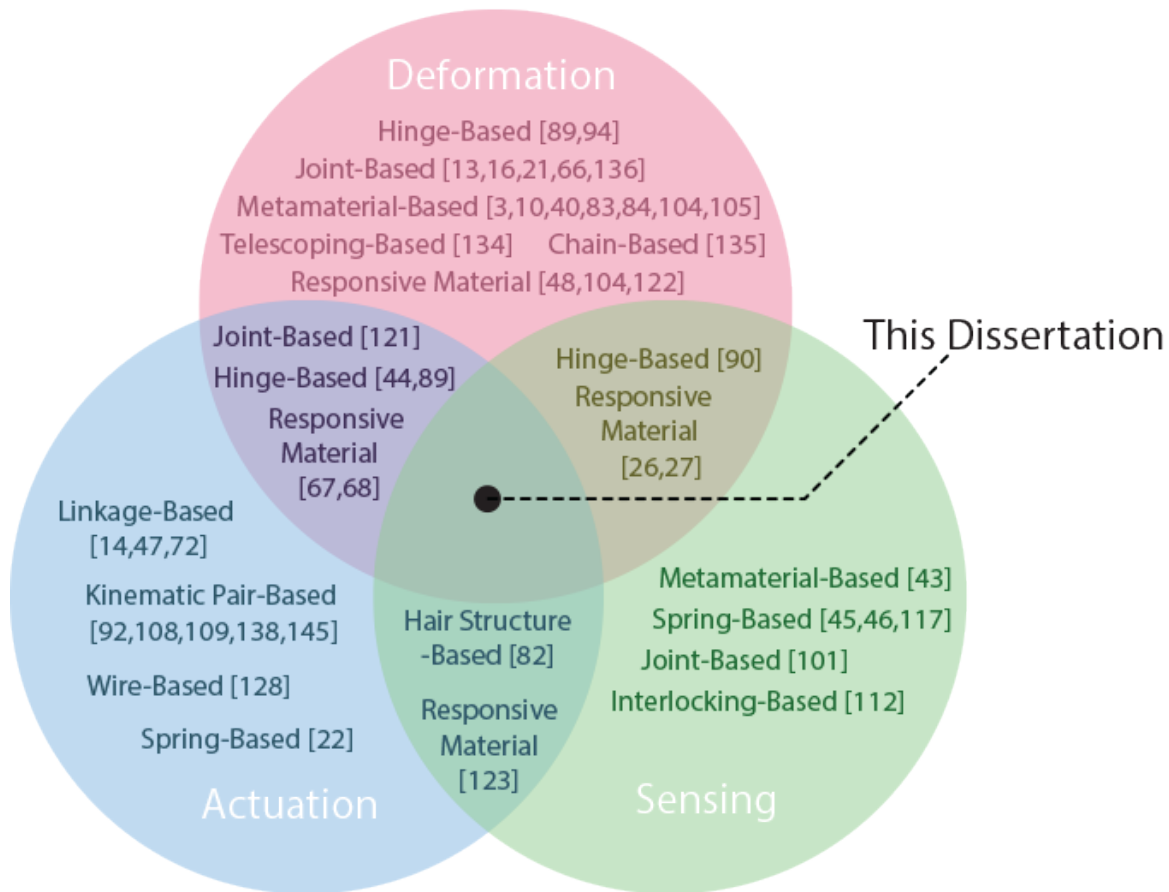 Deformation
Hinge-Based [89,94]
Joint-Based [13,16,21,66,136]
Metamaterial-Based [3,10,40,83,84,104,105]
Telescoping-Based [134]
Chain-Based [135]
Responsive Material [48,104,122]
Joint-Based [121]
Hinge-Based [44,89]
Responsive
Material
[67,68]
Hinge-Based [90]
Responsive
Material
[26,27]
This Dissertation
Linkage-Based
[14,47,72]
Kinematic Pair-Based
[92,108,109,138,145]
Wire-Based [128]
Spring-Based [22]
Actuation
Hair Structure
-Based [82]
Responsive
Material
[123]
Metamaterial-Based [43]
Spring-Based [45,46,117]
Joint-Based [101]
Interlocking-Based [112]
Sensing